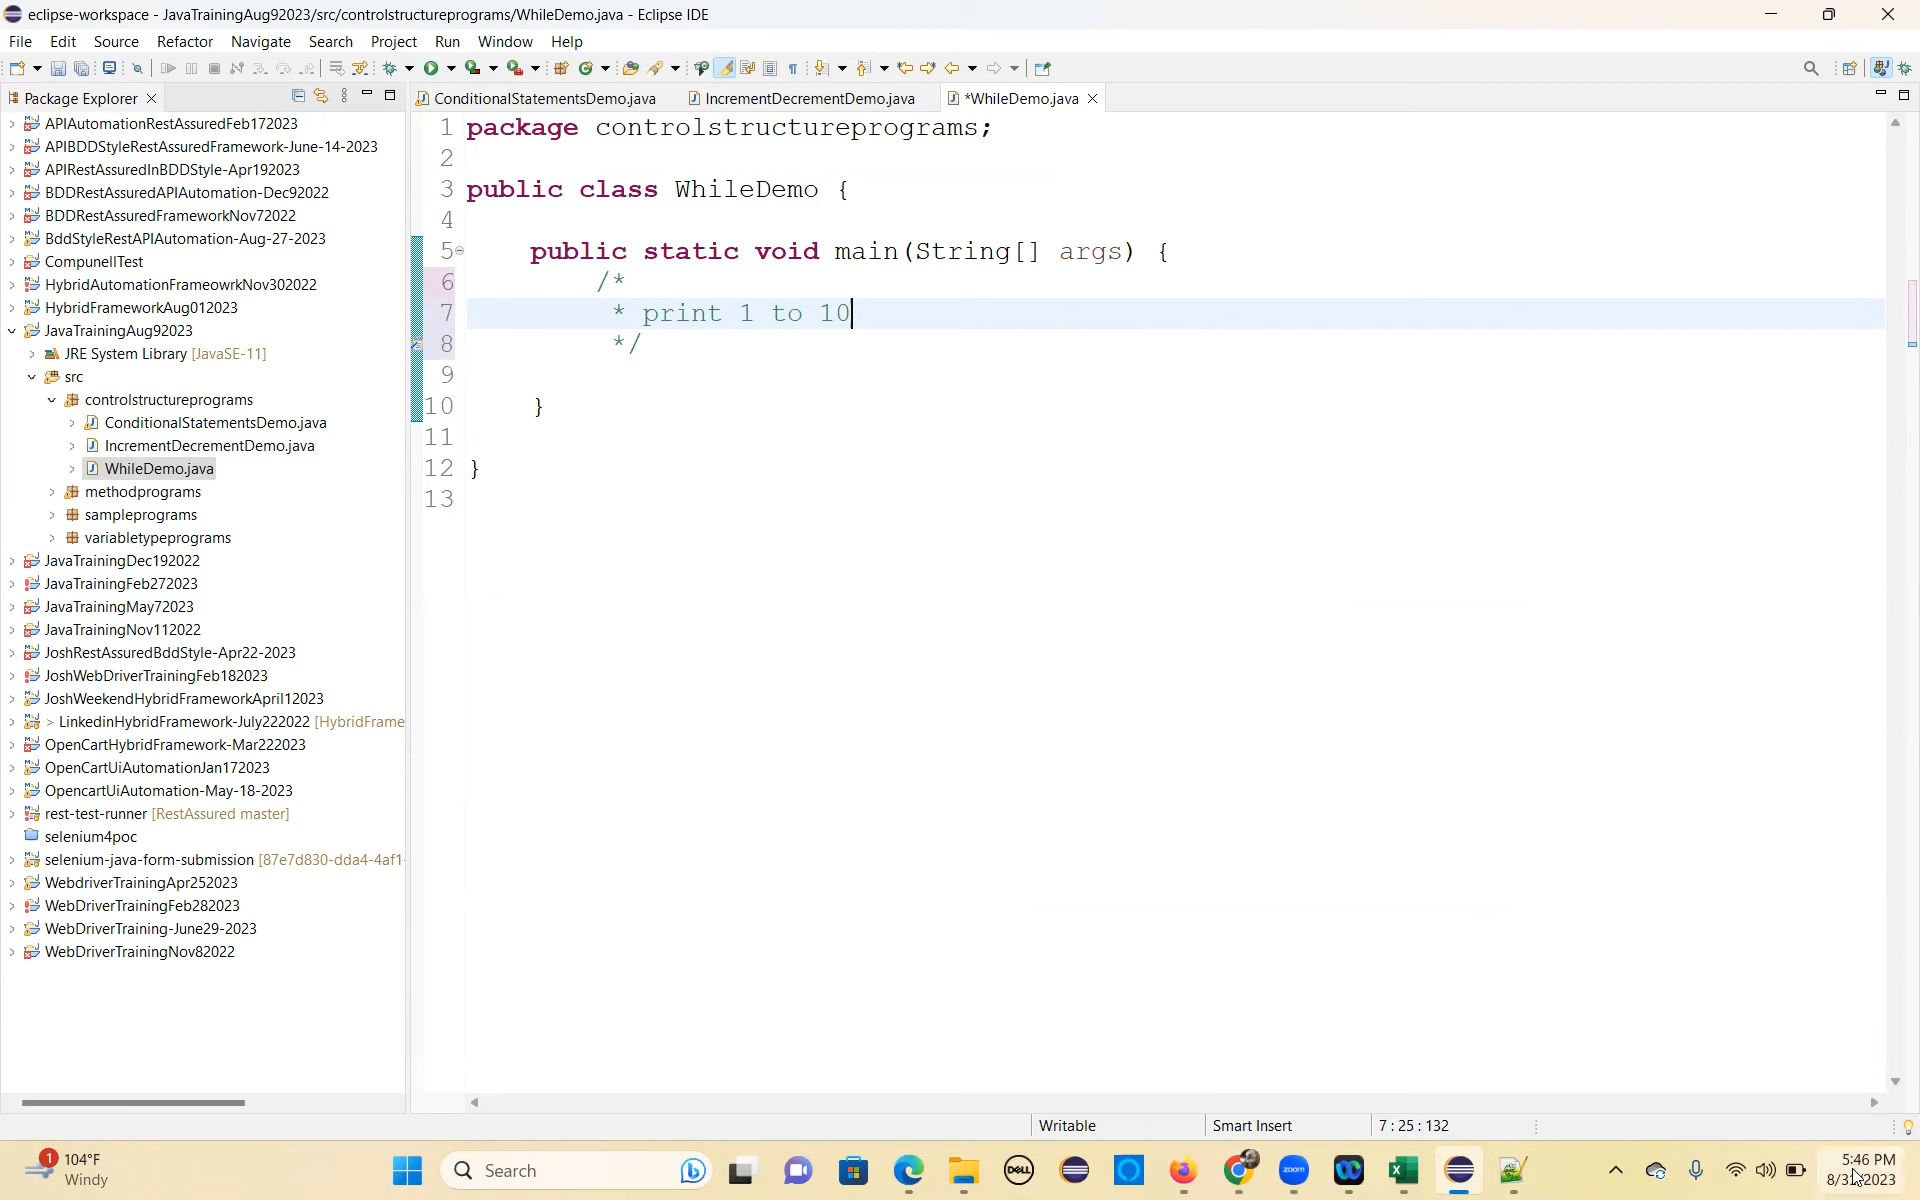 eclipse-workspace - JavaTrainingAug92023/src/controlstructureprograms/WhileDemo.java - Eclipse IDE
File Edit Source Refactor Navigate Search Project Run Window Help
Package Explorer
ConditionalStatementsDemo.java IncrementDecrementDemo.java *WhileDemo.java
APIAutomationRestAssuredFeb172023
APIBDDStyleRestAssuredFramework-June-14-2023
APIRestAssuredInBDDStyle-Apr192023
BDDRestAssuredAPIAutomation-Dec92022
BDDRestAssuredFrameworkNov72022
BddStyleRestAPIAutomation-Aug-27-2023
CompunellTest
HybridAutomationFrameowrkNov302022
HybridFrameworkAug012023
JavaTrainingAug92023
JRE System Library [JavaSE-11]
src
controlstructureprograms
ConditionalStatementsDemo.java
IncrementDecrementDemo.java
WhileDemo.java
methodprograms
sampleprograms
variabletypeprograms
JavaTrainingDec192022
JavaTrainingFeb272023
JavaTrainingMay72023
JavaTrainingNov112022
JoshRestAssuredBddStyle-Apr22-2023
JoshWebDriverTrainingFeb182023
JoshWeekendHybridFrameworkApril12023
> LinkedinHybridFramework-July222022 [HybridFrame
OpenCartHybridFramework-Mar222023
OpenCartUiAutomationJan172023
OpencartUiAutomation-May-18-2023
rest-test-runner [RestAssured master]
selenium4poc
selenium-java-form-submission [87e7d830-dda4-4af1-
WebdriverTrainingApr252023
WebDriverTrainingFeb282023
WebDriverTraining-June29-2023
WebDriverTrainingNov82022
1 package controlstructureprograms;
2
3 public class WhileDemo {
4
5 public static void main(String[] args) {
6 /*
7 * print 1 to 10
8 */
9
10 }
11
12 }
13
Writable Smart Insert 7 : 25 : 132
1 104°F
Windy
Search
DELL
zoom
5:46 PM
8/31/2023